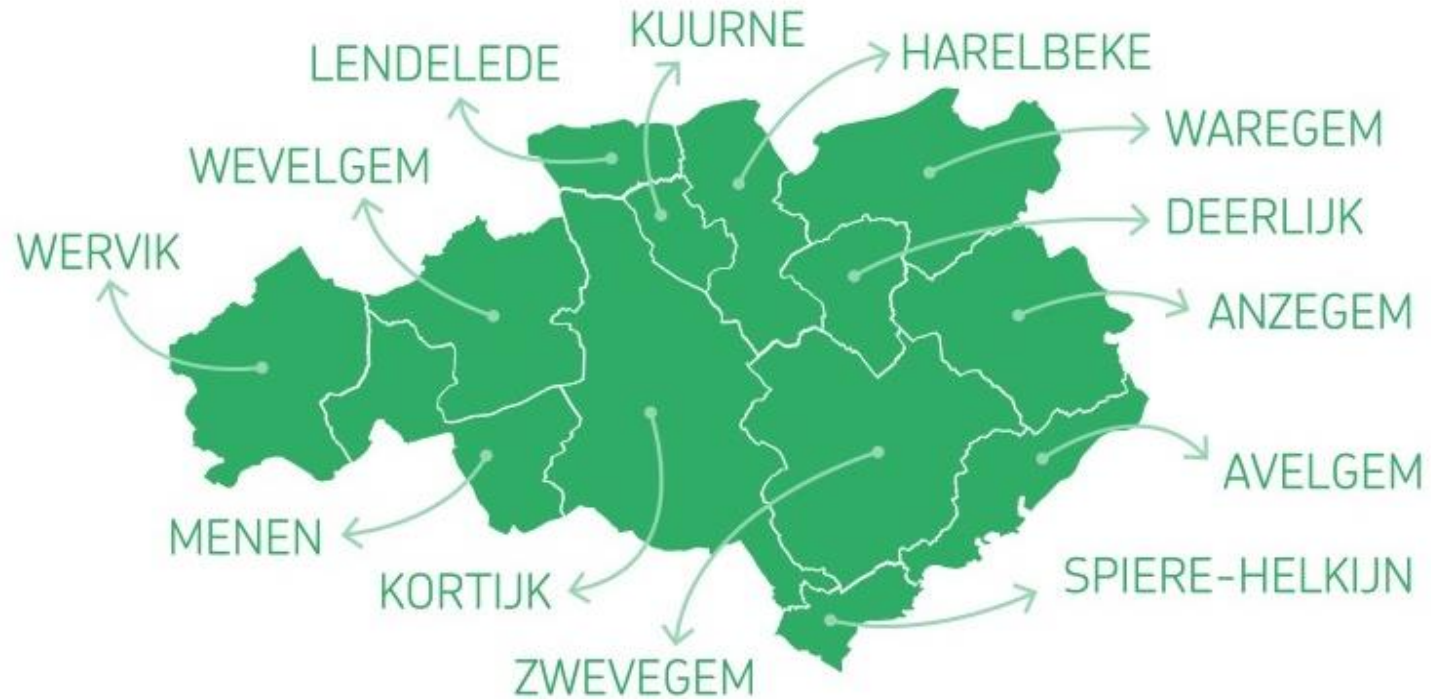 KUURNE
LENDELEDE
HARELBEKE
WAREGEM
WEVELGEM
DEERLIJK
WERVIK
ANZEGEM
AVELGEM
MENEN
SPIERE-HELKIJN
KORTIJK
ZWEVEGEM